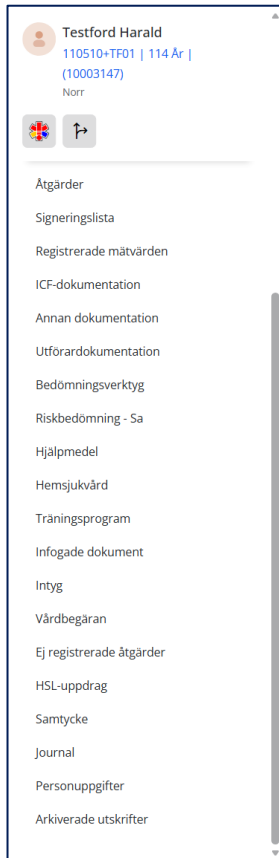 Testford Harald
110510+TF01 | 114 År |
(10003147)
Norr
Åtgärder
Signeringslista
Registrerade mätvärden
ICF-dokumentation
Annan dokumentation
Utförardokumentation
Bedömningsverktyg
Riskbedömning - Sa
Hjälpmedel
Hemsjukvård
Träningsprogram
Infogade dokument
Intyg
Vårdbegäran
Ej registrerade åtgärder
HSL-uppdrag
Samtycke
Journal
Personuppgifter
Arkiverade utskrifter